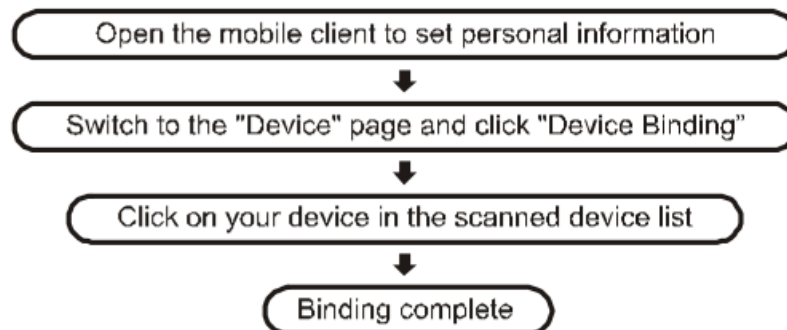 Open the mobile client to set personal information
Switch to the "Device" page and click "Device Binding”
Click on your device in the scanned device list
Binding complete